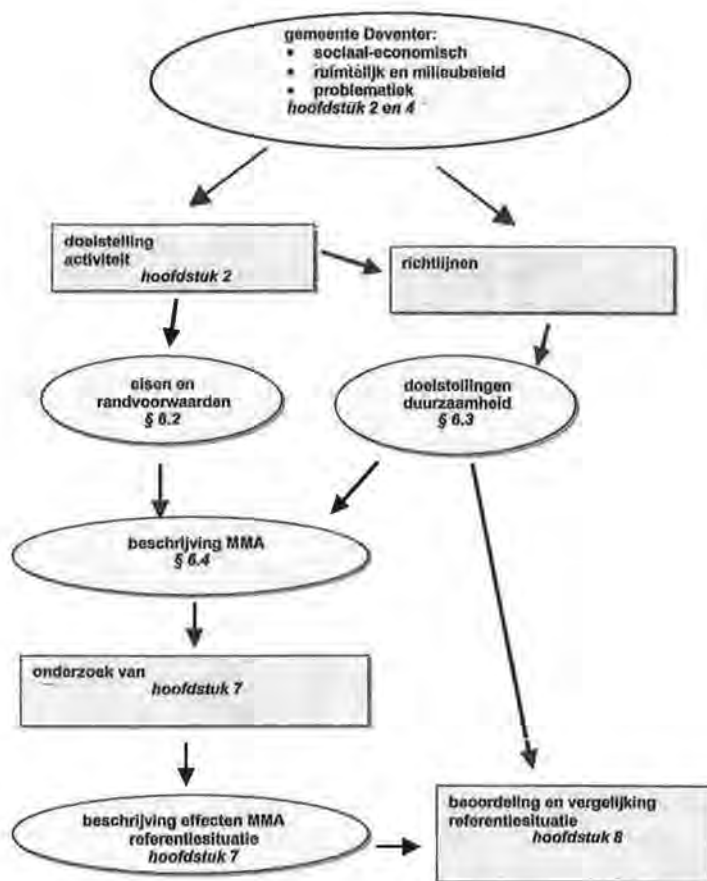 gemeente Deventer:
• sociaal-economisch
• ruimtelijk en milieubeleid
• problematiek
hoofdstuk 2 en 4
doelstelling
activiteit
hoofdstuk 2
richtlijnen
eisen en
randvoorwaarden
§ 6.2
doelstellingen
duurzaamheid
§ 6.3
beschrijving MMA
§ 6.4
onderzoek van
hoofdstuk 7
beschrijving effecten MMA
referentiesituatie
hoofdstuk 7
beoordeling en vergelijking
referentiesituatie
hoofdstuk 8